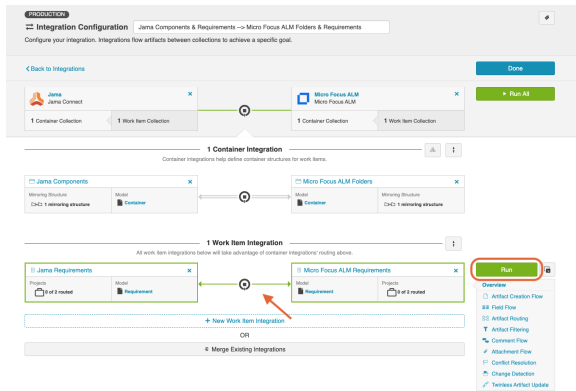 PRODUCTION
Integration Configuration Jama Components & Requirements --> Micro Focus ALM Folders & Requirements
Configure your integration. Integrations flow artifacts between collections to achieve a specific goal.
Back to Integrations
Done
Jama
Jama Connect
Micro Focus ALM
Micro Focus ALM
Run All
1 Container Collection 1 Work Item Collection 1 Container Collection 1 Work Item Collection
1 Container Integration
Container integrations help define container structures for work items.
Jama Components Micro Focus ALM Folders
Mirroring Structure Model Model Mirroring Structure
1 mirroring structure Container Container 1 mirroring structure
1 Work Item Integration
All work item integrations below will take advantage of container integrations' routing above.
Jama Requirements Micro Focus ALM Requirements Run
Projects Model Model Projects Overview
0 of 2 routed Requirement Requirement 0 of 2 routed
Artifact Creation Flow
Field Flow
+ New Work Item Integration
Artifact Routing
OR
Artifact Filtering
Merge Existing Integrations
Comment Flow
Attachment Flow
Conflict Resolution
Change Detection
Twinless Artifact Update